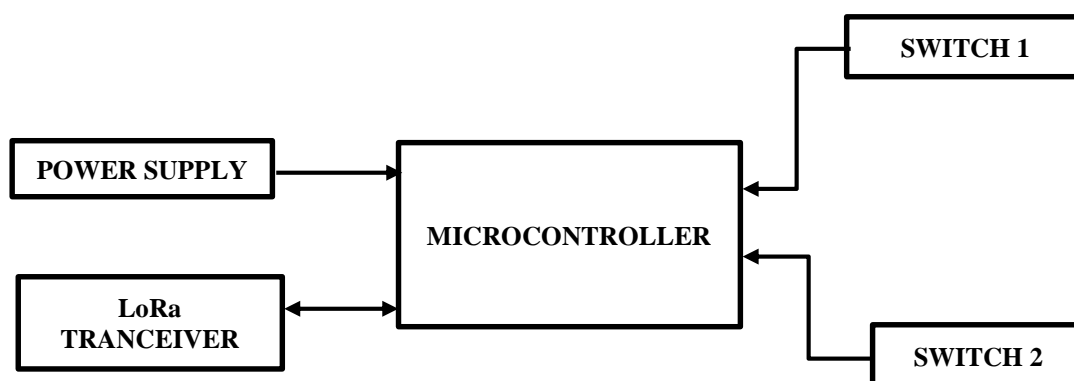 SWITCH 1
POWER SUPPLY
MICROCONTROLLER
LoRa
TRANCEIVER
SWITCH 2